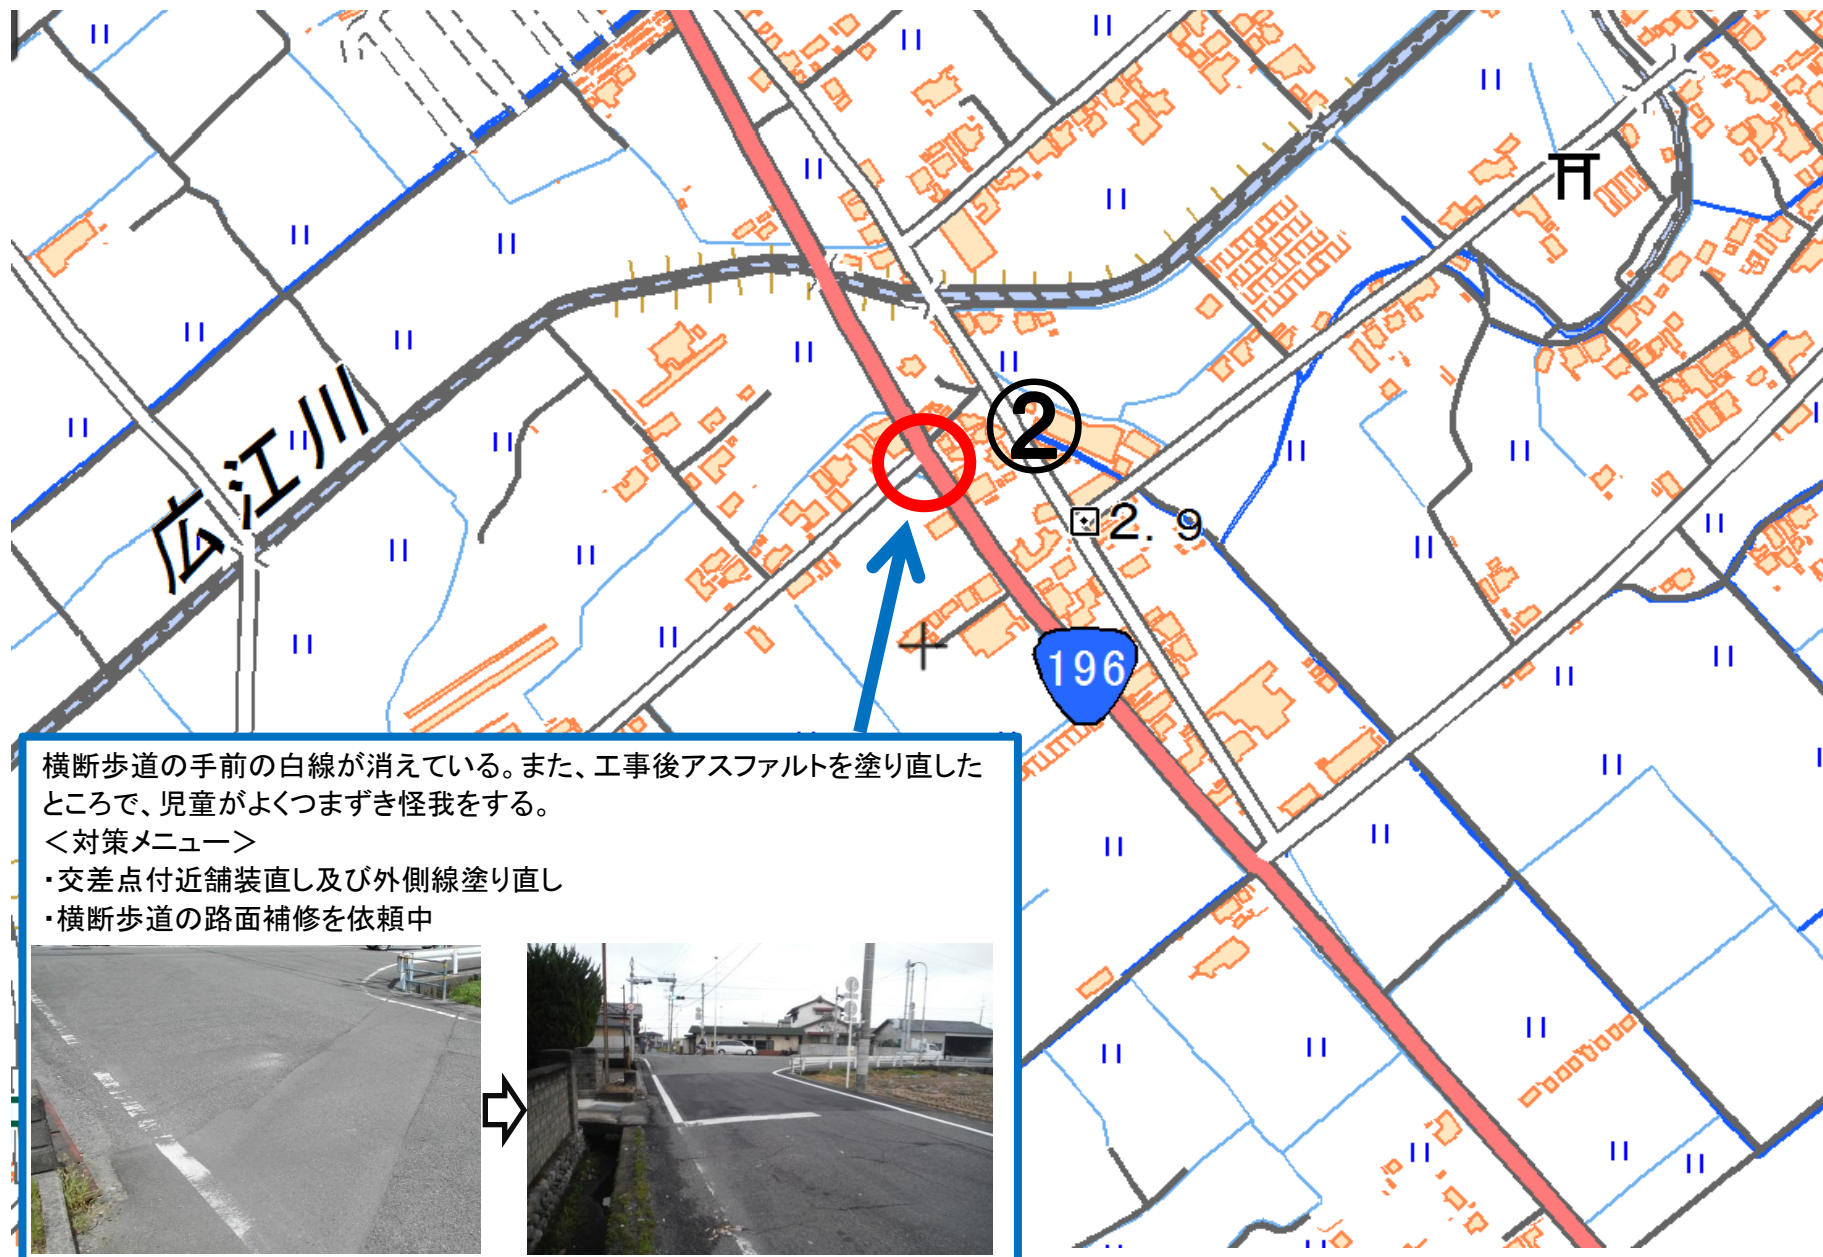 広江川
②
2.9
196
横断歩道の手前の白線が消えている。また、工事後アスファルトを塗り直した
ところで、児童がよくつまずき怪我をする。
＜対策メニュー＞
・交差点付近舗装直し及び外側線塗り直し
・横断歩道の路面補修を依頼中